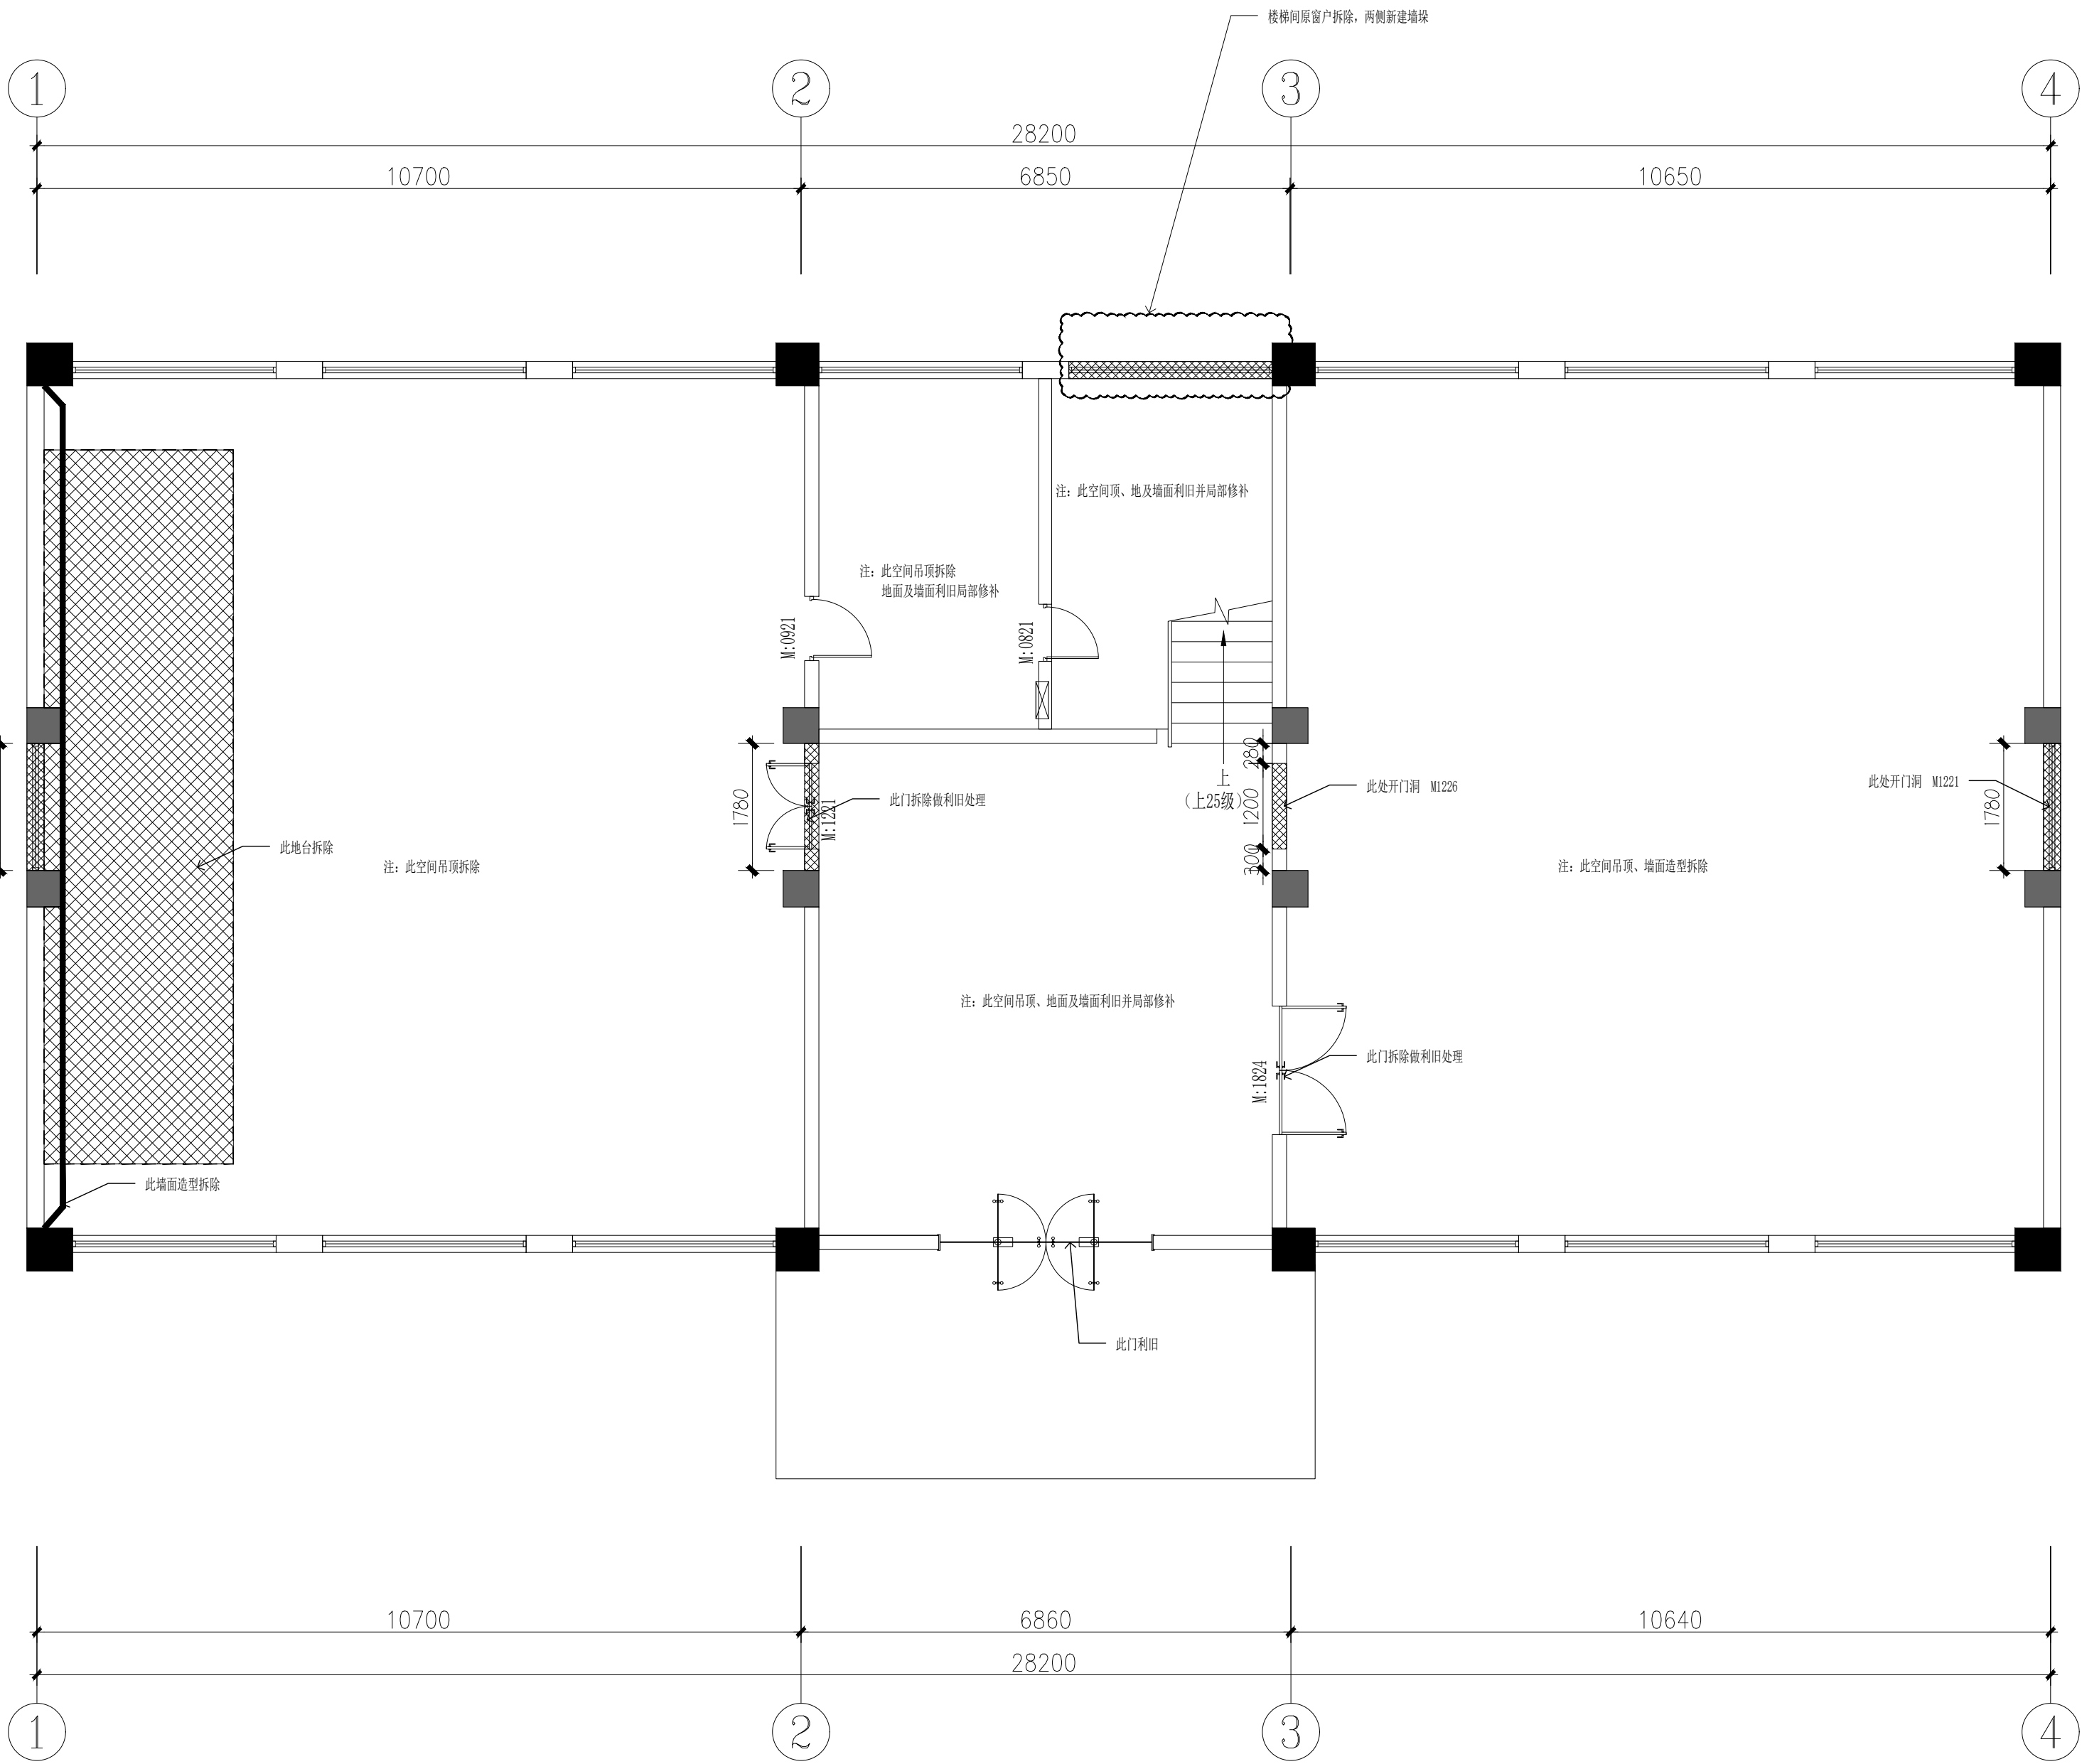 楼梯间原窗户拆除，两侧新建墙垛
1
2
3
4
28200
10700
6850
10650
注：此空间顶、地及墙面利旧并局部修补
注：此空间吊顶拆除
地面及墙面利旧局部修补
M:0921
M:0821
280
上
（上25级）
1200
300
此处开门洞 M1226
此处开门洞 M1221
1780
此门拆除做利旧处理
M:1221
1780
此地台拆除
注：此空间吊顶拆除
注：此空间吊顶、墙面造型拆除
注：此空间吊顶、地面及墙面利旧并局部修补
此门拆除做利旧处理
M:1824
此墙面造型拆除
此门利旧
10700
6860
10640
28200
1
2
3
4